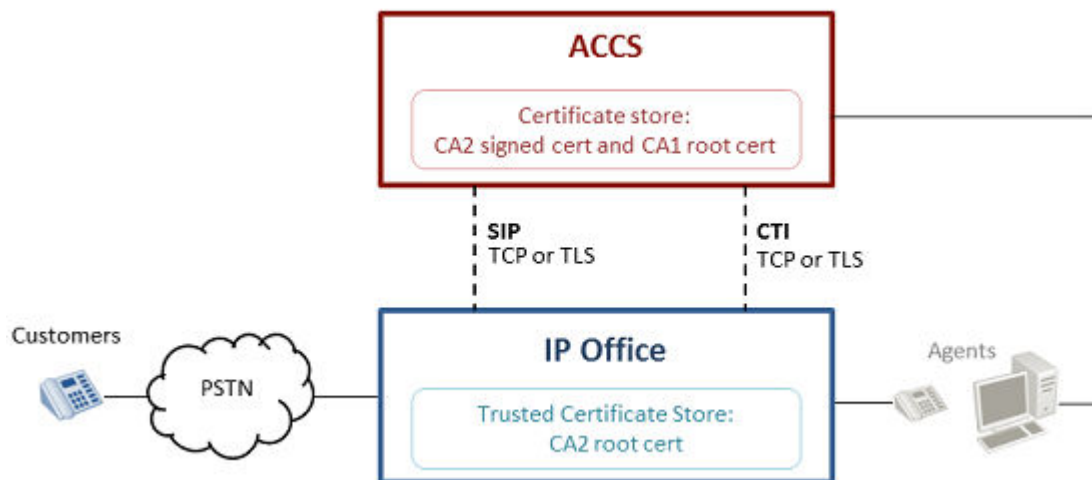 ACCS
Certificate store:
CA2 signed cert and CA1 root cert
SIP
TCP or TLS
CTI
TCP or TLS
Customers
PSTN
IP Office
Trusted Certificate Store:
CA2 root cert
Agents